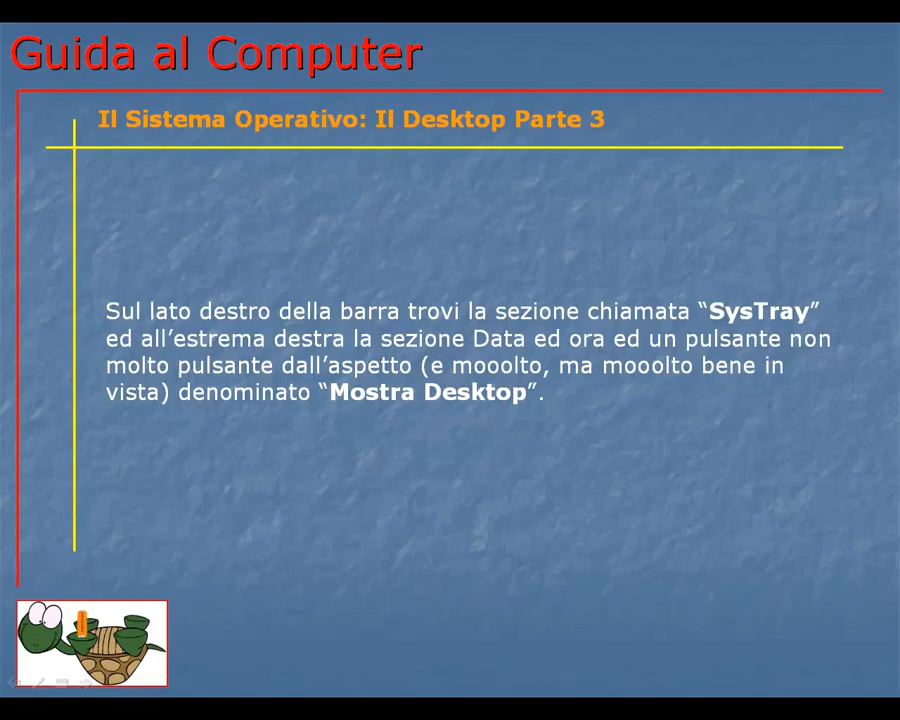 Guida al Computer
Il Sistema Operativo: Il Desktop Parte 3
Sul lato destro della barra trovi la sezione chiamata “SysTray”
ed all’estrema destra la sezione Data ed ora ed un pulsante non
molto pulsante dall’aspetto (e mooolto, ma mooolto bene in
vista) denominato “Mostra Desktop”.